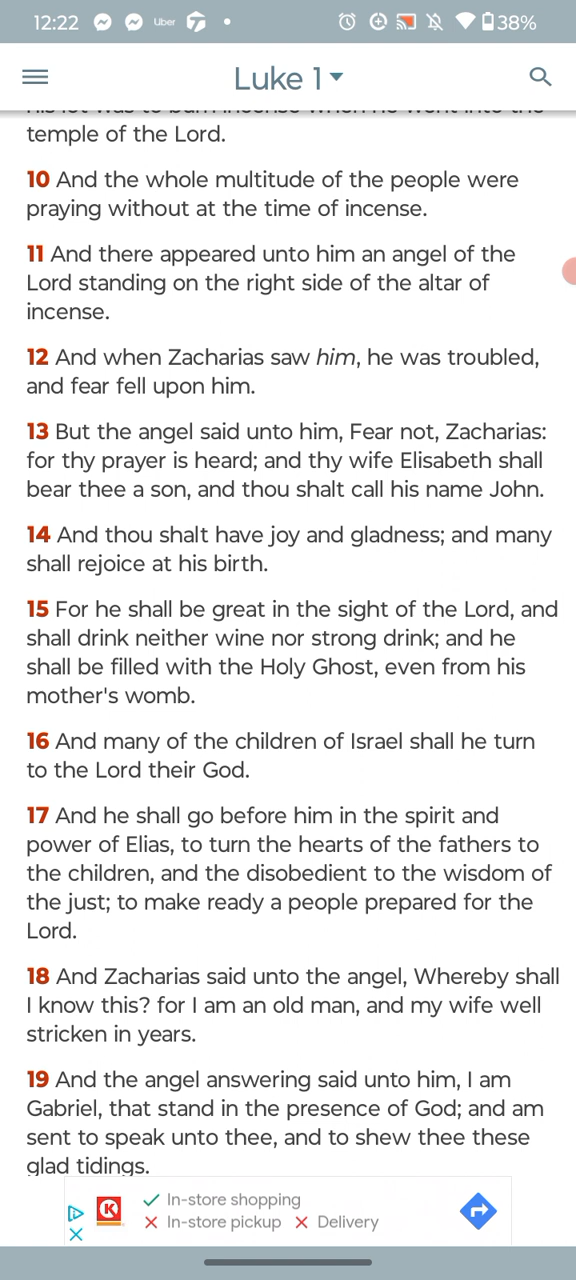 12:22 Uber 38%
Luke 1
his lot was to burn incense when he went into the
temple of the Lord.
10 And the whole multitude of the people were
praying without at the time of incense.
11 And there appeared unto him an angel of the
Lord standing on the right side of the altar of
incense.
12 And when Zacharias saw him, he was troubled,
and fear fell upon him.
13 But the angel said unto him, Fear not, Zacharias:
for thy prayer is heard; and thy wife Elisabeth shall
bear thee a son, and thou shalt call his name John.
14 And thou shalt have joy and gladness; and many
shall rejoice at his birth.
15 For he shall be great in the sight of the Lord, and
shall drink neither wine nor strong drink; and he
shall be filled with the Holy Ghost, even from his
mother's womb.
16 And many of the children of Israel shall he turn
to the Lord their God.
17 And he shall go before him in the spirit and
power of Elias, to turn the hearts of the fathers to
the children, and the disobedient to the wisdom of
the just; to make ready a people prepared for the
Lord.
18 And Zacharias said unto the angel, Whereby shall
I know this? for I am an old man, and my wife well
stricken in years.
19 And the angel answering said unto him, I am
Gabriel, that stand in the presence of God; and am
sent to speak unto thee, and to shew thee these
glad tidings.
K In-store shopping
In-store pickup Delivery